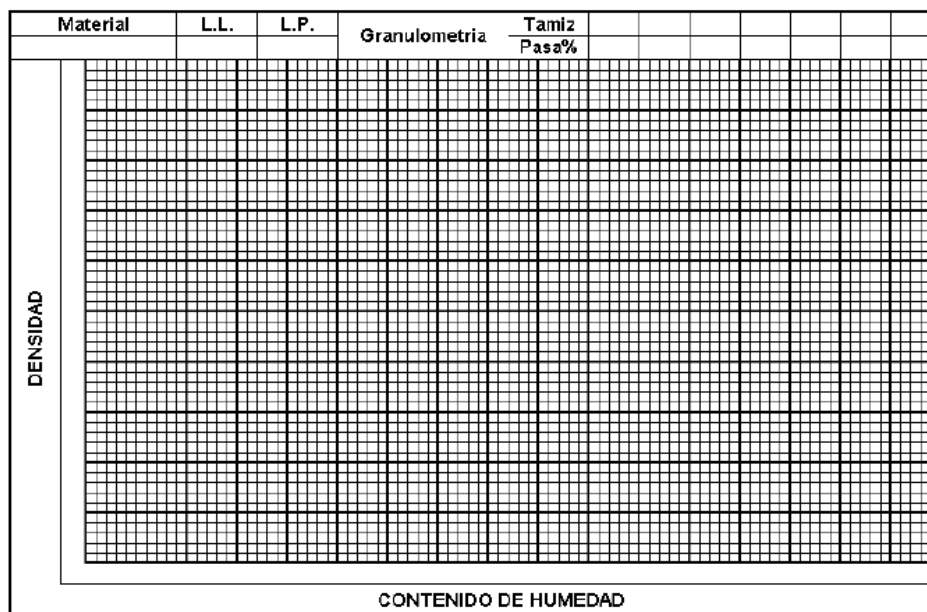 Material L.L. L.P. Granulometria Tamiz
Pasa%
DENSIDAD
CONTENIDO DE HUMEDAD